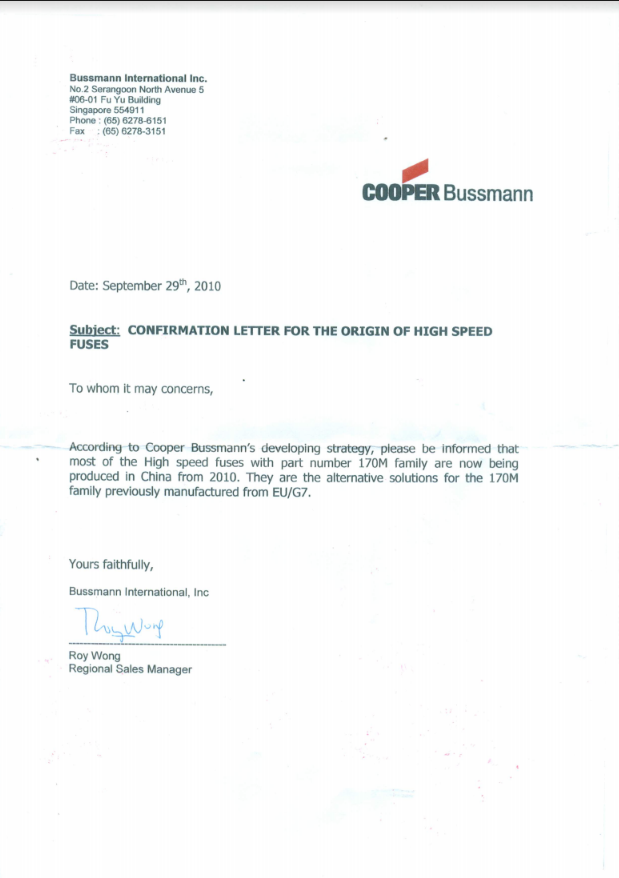 Bussmann International Inc.
No.2 Serangoon North Avenue 5
#06-01 Fu Yu Building
Singapore 554911
Phone : (65) 6278-6151
Fax : (65) 6278-3151
COOPER Bussmann
Date: September 29th, 2010
Subject: CONFIRMATION LETTER FOR THE ORIGIN OF HIGH SPEED
FUSES
To whom it may concerns,
According to Cooper Bussmann's developing strategy, please be informed that
most of the High speed fuses with part number 170M family are now being
produced in China from 2010. They are the alternative solutions for the 170M
family previously manufactured from EU/G7.
Yours faithfully,
Bussmann International, Inc
Roy Wong
Roy Wong
Regional Sales Manager